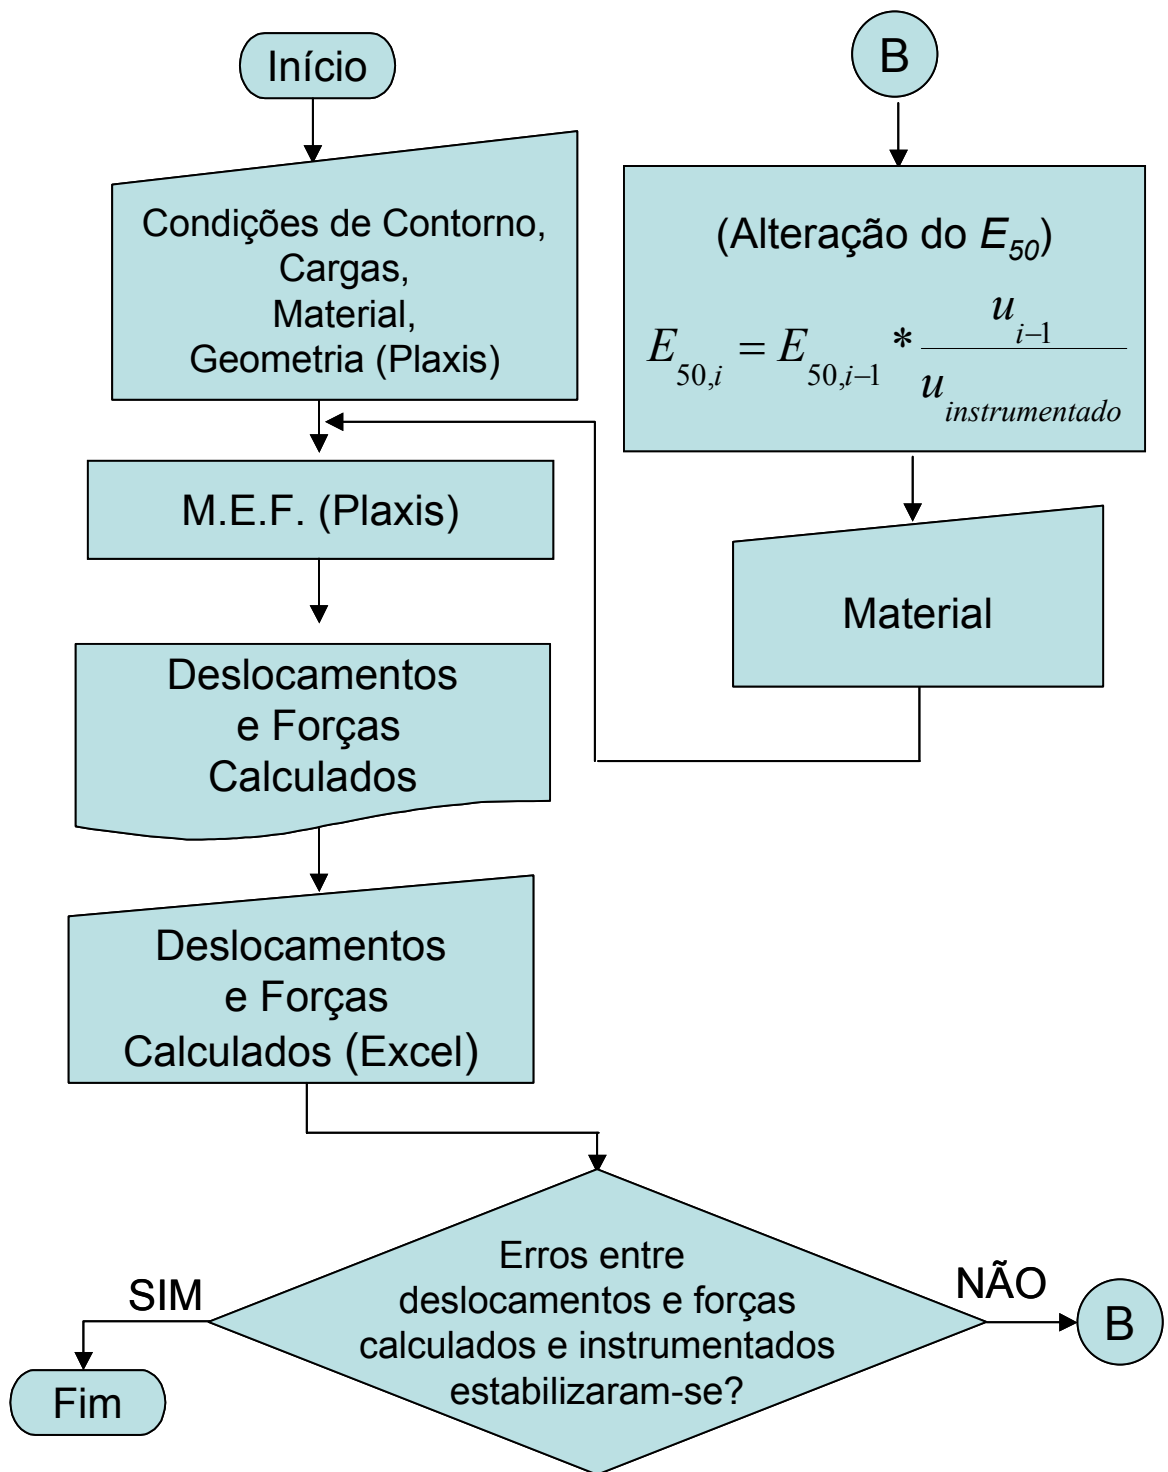 Início
Condições de Contorno,
Cargas,
Material,
Geometria (Plaxis)
M.E.F. (Plaxis)
Deslocamentos
e Forças
Calculados
Deslocamentos
e Forças
Calculados (Excel)
Erros entre
deslocamentos e forças
calculados e instrumentados
estabilizaram-se?
SIM
Fim
NÃO
B
B
(Alteração do E50)
E50,i = E50,i−1 * ui−1 / uinstrumentado
Material